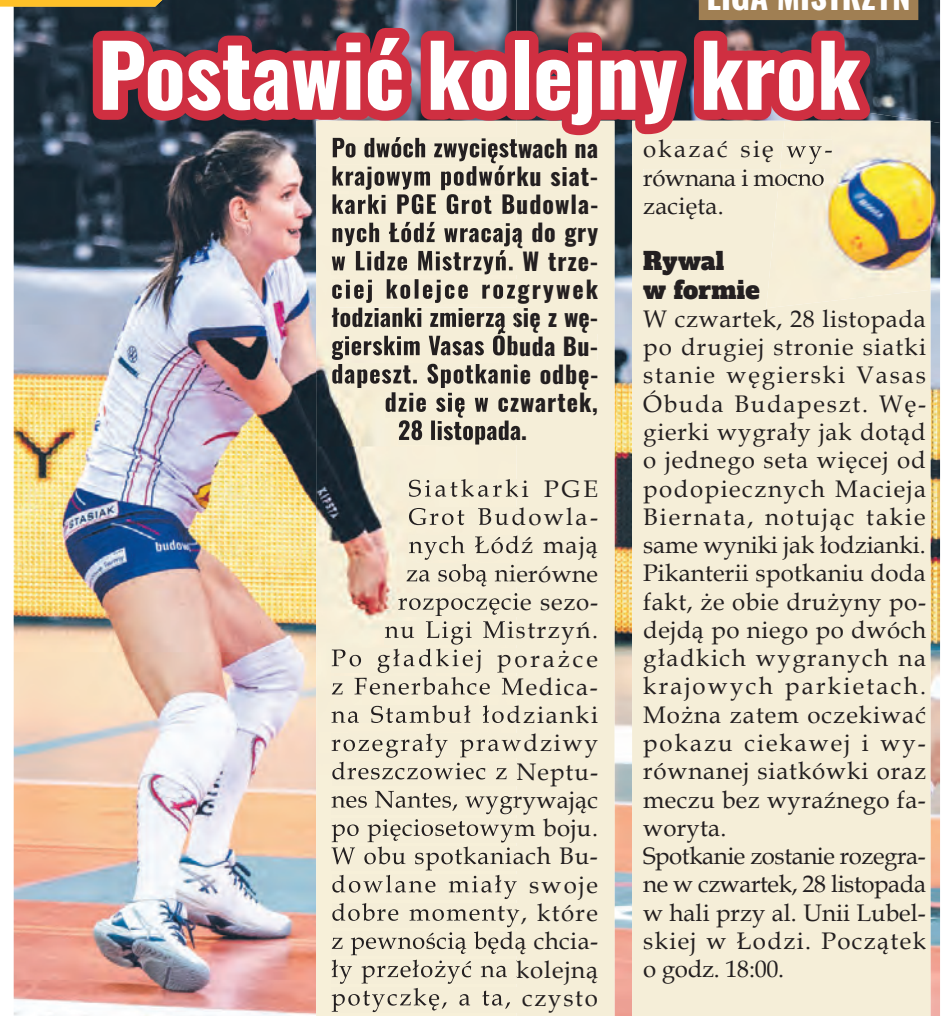 LIGA MISTRZYŃ
Postawić kolejny krok
Po dwóch zwycięstwach na
krajowym podwórku siat-
karki PGE Grot Budowla-
nych Łódź wracają do gry
w Lidze Mistrzyń. W trze-
ciej kolejce rozgrywek
łodzianki zmierzą się z wę-
gierskim Vasas Óbuda Bu-
dapeszt. Spotkanie odbę-
dzie się w czwartek,
28 listopada.
Siatkarki PGE
Grot Budowla-
nych Łódź mają
za sobą nierówne
rozpoczęcie sezo-
nu Ligi Mistrzyń.
Po gładkiej porażce
z Fenerbahce Medica-
na Stambuł łodzianki
rozegrały prawdziwy
dreszczowiec z Neptu-
nes Nantes, wygrywając
po pięciosetowym boju.
W obu spotkaniach Bu-
dowlane miały swoje
dobre momenty, które
z pewnością będą chcia-
ły przełożyć na kolejną
potyczkę, a ta, czysto
okazać się wy-
równana i mocno
zacięta.
Rywal
w formie
W czwartek, 28 listopada
po drugiej stronie siatki
stanie węgierski Vasas
Óbuda Budapeszt. Wę-
gierki wygrały jak dotąd
o jednego seta więcej od
podopiecznych Macieja
Biernata, notując takie
same wyniki jak łodzianki.
Pikanterii spotkaniu doda
fakt, że obie drużyny po-
dejdą po niego po dwóch
gładkich wygranych na
krajowych parkietach.
Można zatem oczekiwać
pokazu ciekawej i wy-
równanej siatkówki oraz
meczu bez wyraźnego fa-
woryta.
Spotkanie zostanie rozegra-
ne w czwartek, 28 listopada
w hali przy al. Unii Lubel-
skiej w Łodzi. Początek
o godz. 18:00.
Y
KIPSTA
STASIAK
budow